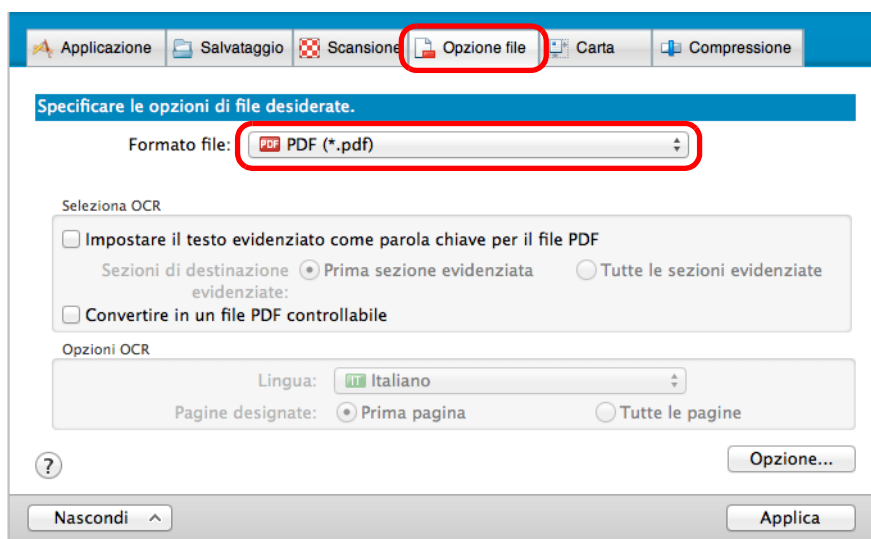 Applicazione Salvataggio Scansione Opzione file Carta Compressione
Specificare le opzioni di file desiderate.
Formato file: PDF PDF (*.pdf)
Seleziona OCR
Impostare il testo evidenziato come parola chiave per il file PDF
Sezioni di destinazione evidenziate: Prima sezione evidenziata Tutte le sezioni evidenziate
Convertire in un file PDF controllabile
Opzioni OCR
Lingua: IT Italiano
Pagine designate: Prima pagina Tutte le pagine
? Opzione...
Nascondi Applica